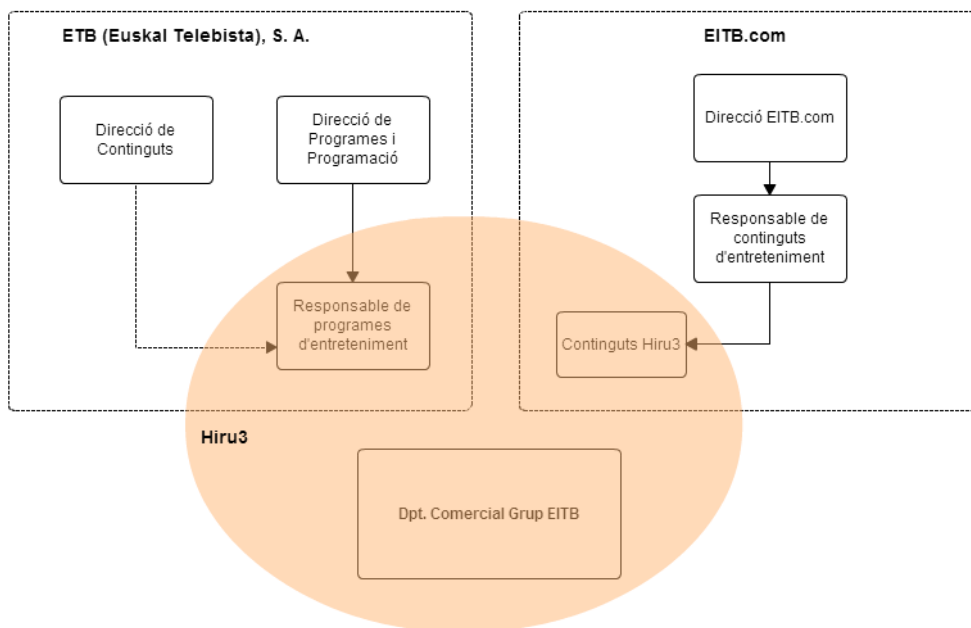 ETB (Euskal Telebista), S. A.
Direcció de
Continguts
Direcció de
Programes i
Programació
Responsable de
programes
d'entreteniment
EITB.com
Direcció EITB.com
Responsable de
continguts
d'entreteniment
Continguts Hiru3
Hiru3
Dpt. Comercial Grup EITB